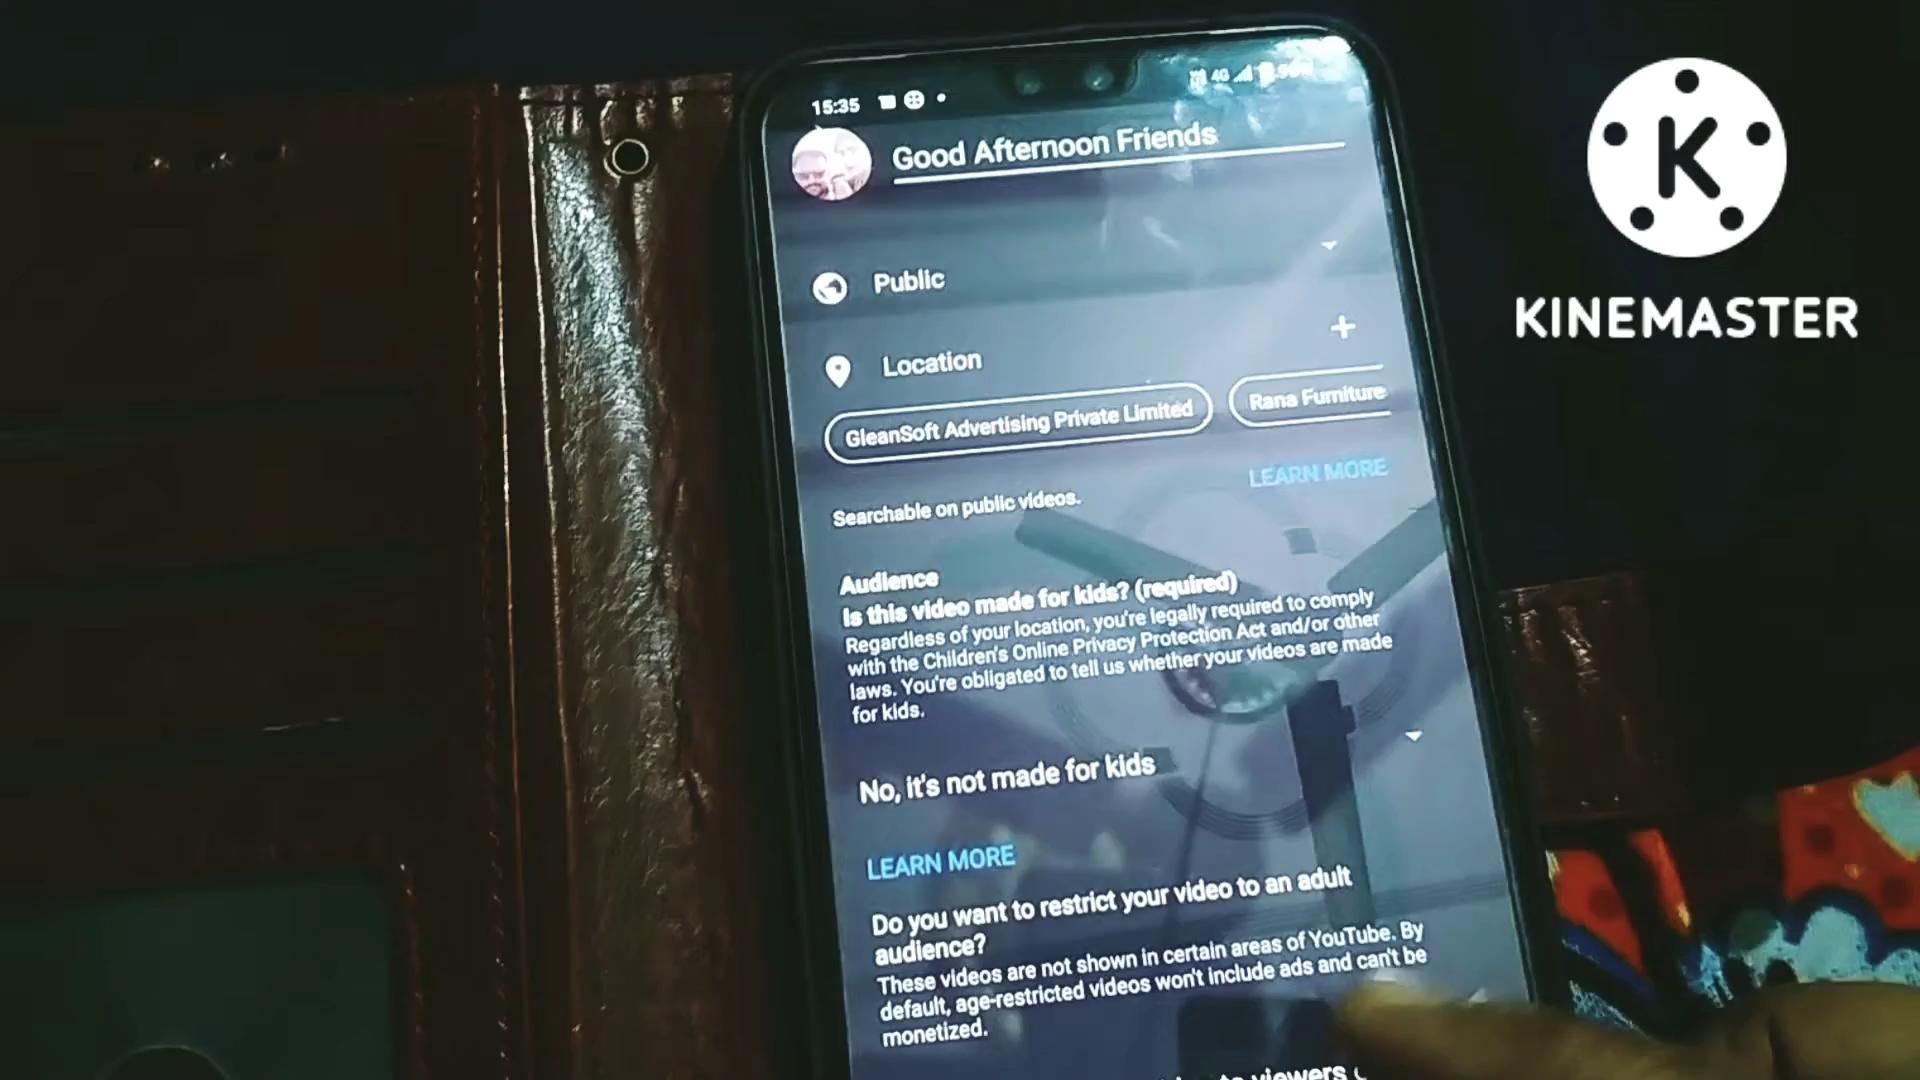 15:35
4G
Good Afternoon Friends
Public
Location
GleanSoft Advertising Private Limited
Rana Furniture
LEARN MORE
Searchable on public videos.
Audience
Is this video made for kids? (required)
Regardless of your location, you're legally required to comply
with the Children's Online Privacy Protection Act and/or other
laws. You're obligated to tell us whether your videos are made
for kids.
No, it's not made for kids
LEARN MORE
Do you want to restrict your video to an adult
audience?
These videos are not shown in certain areas of YouTube. By
default, age-restricted videos won't include ads and can't be
monetized.
viewers
K
KINEMASTER